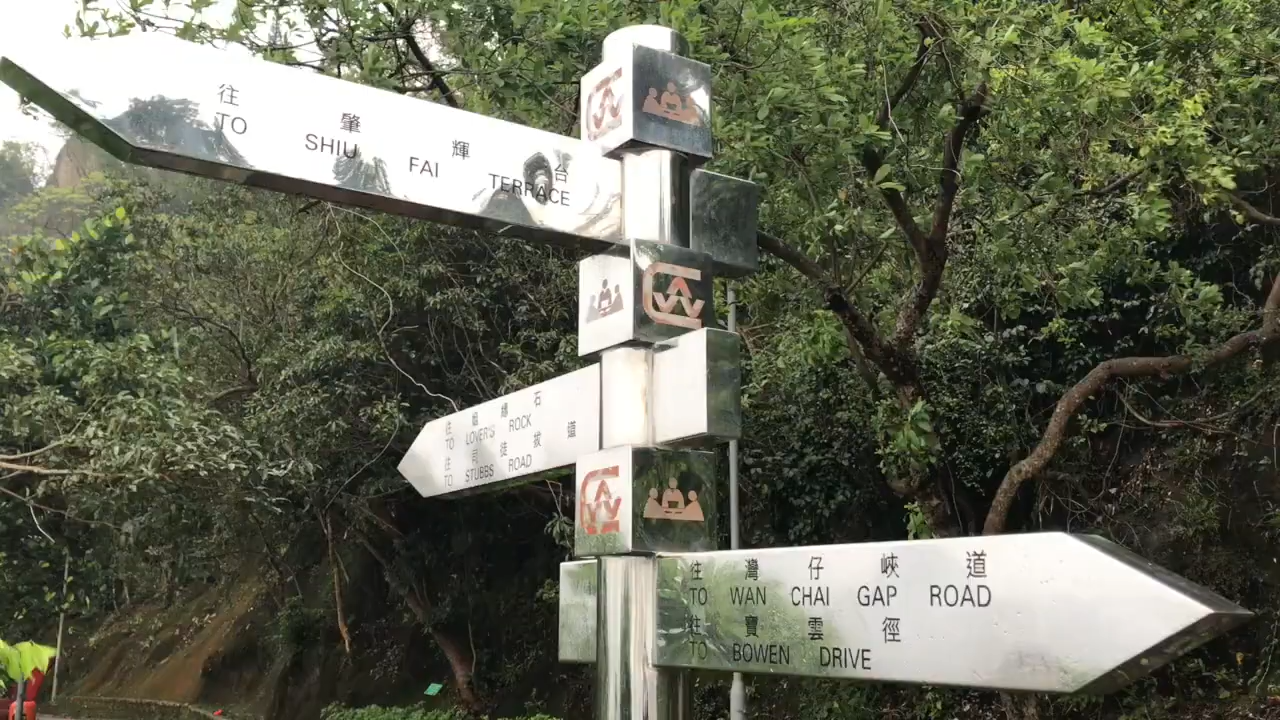 往 肇 輝 台
TO SHIU FAI TERRACE
往 姻 緣 石
TO LOVER'S ROCK
往 司 徒 拔 道
TO STUBBS ROAD
往 灣 仔 峽 道
TO WAN CHAI GAP ROAD
往 寶 雲 徑
TO BOWEN DRIVE